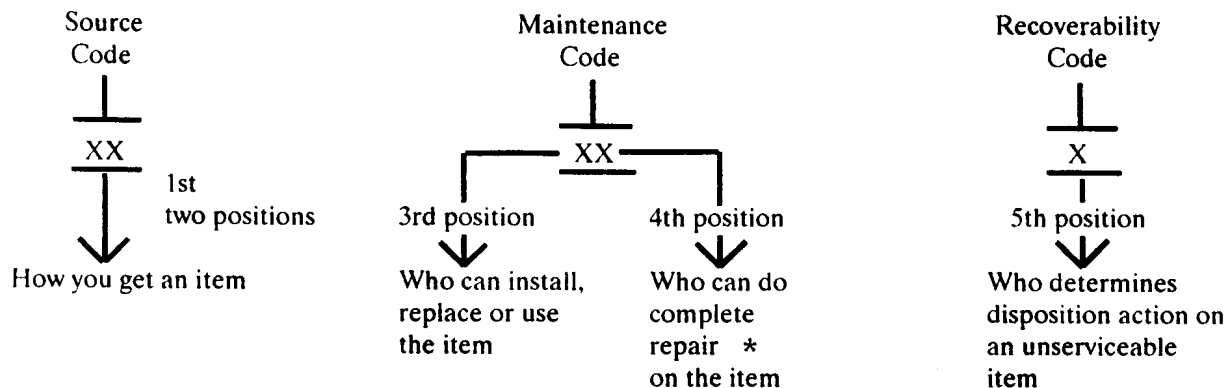 Source
Code
XX
1st
two positions
How you get an item
Maintenance
Code
XX
3rd position
Who can install,
replace or use
the item
4th position
Who can do
complete
repair *
on the item
Recoverability
Code
X
5th position
Who determines
disposition action on
an unserviceable
item